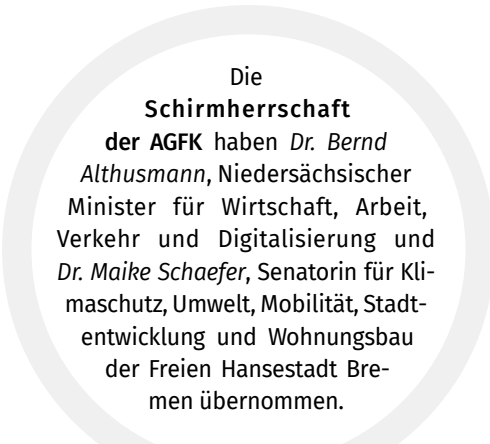 Die
Schirmherrschaft
der AGFK haben Dr. Bernd
Althusmann, Niedersächsischer
Minister für Wirtschaft, Arbeit,
Verkehr und Digitalisierung und
Dr. Maike Schaefer, Senatorin für Kli-
maschutz, Umwelt, Mobilität, Stadt-
entwicklung und Wohnungsbau
der Freien Hansestadt Bre-
men übernommen.